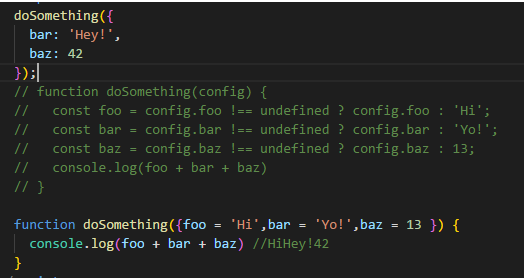 doSomething({
  bar: 'Hey!',
  baz: 42
});
// function doSomething(config) {
//   const foo = config.foo !== undefined ? config.foo : 'Hi';
//   const bar = config.bar !== undefined ? config.bar : 'Yo!';
//   const baz = config.baz !== undefined ? config.baz : 13;
//   console.log(foo + bar + baz)
// }
function doSomething({foo = 'Hi',bar = 'Yo!',baz = 13 }) {
  console.log(foo + bar + baz) //HiHey!42
}